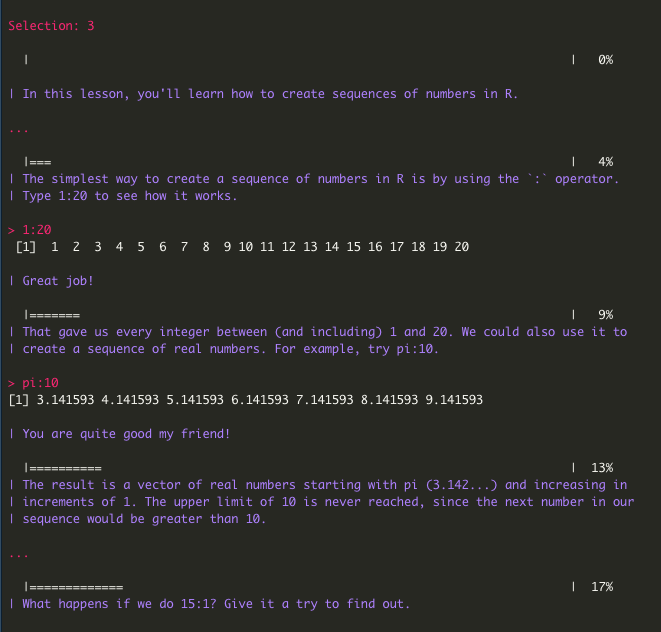 Selection: 3
|                                                                            |   0%
| In this lesson, you'll learn how to create sequences of numbers in R.
...
|===                                                                         |   4%
| The simplest way to create a sequence of numbers in R is by using the `:` operator.
| Type 1:20 to see how it works.
> 1:20
 [1]  1  2  3  4  5  6  7  8  9 10 11 12 13 14 15 16 17 18 19 20
| Great job!
|=======                                                                     |   9%
| That gave us every integer between (and including) 1 and 20. We could also use it to
| create a sequence of real numbers. For example, try pi:10.
> pi:10
[1] 3.141593 4.141593 5.141593 6.141593 7.141593 8.141593 9.141593
| You are quite good my friend!
|==========                                                                  |  13%
| The result is a vector of real numbers starting with pi (3.142...) and increasing in
| increments of 1. The upper limit of 10 is never reached, since the next number in our
| sequence would be greater than 10.
...
|=============                                                               |  17%
| What happens if we do 15:1? Give it a try to find out.